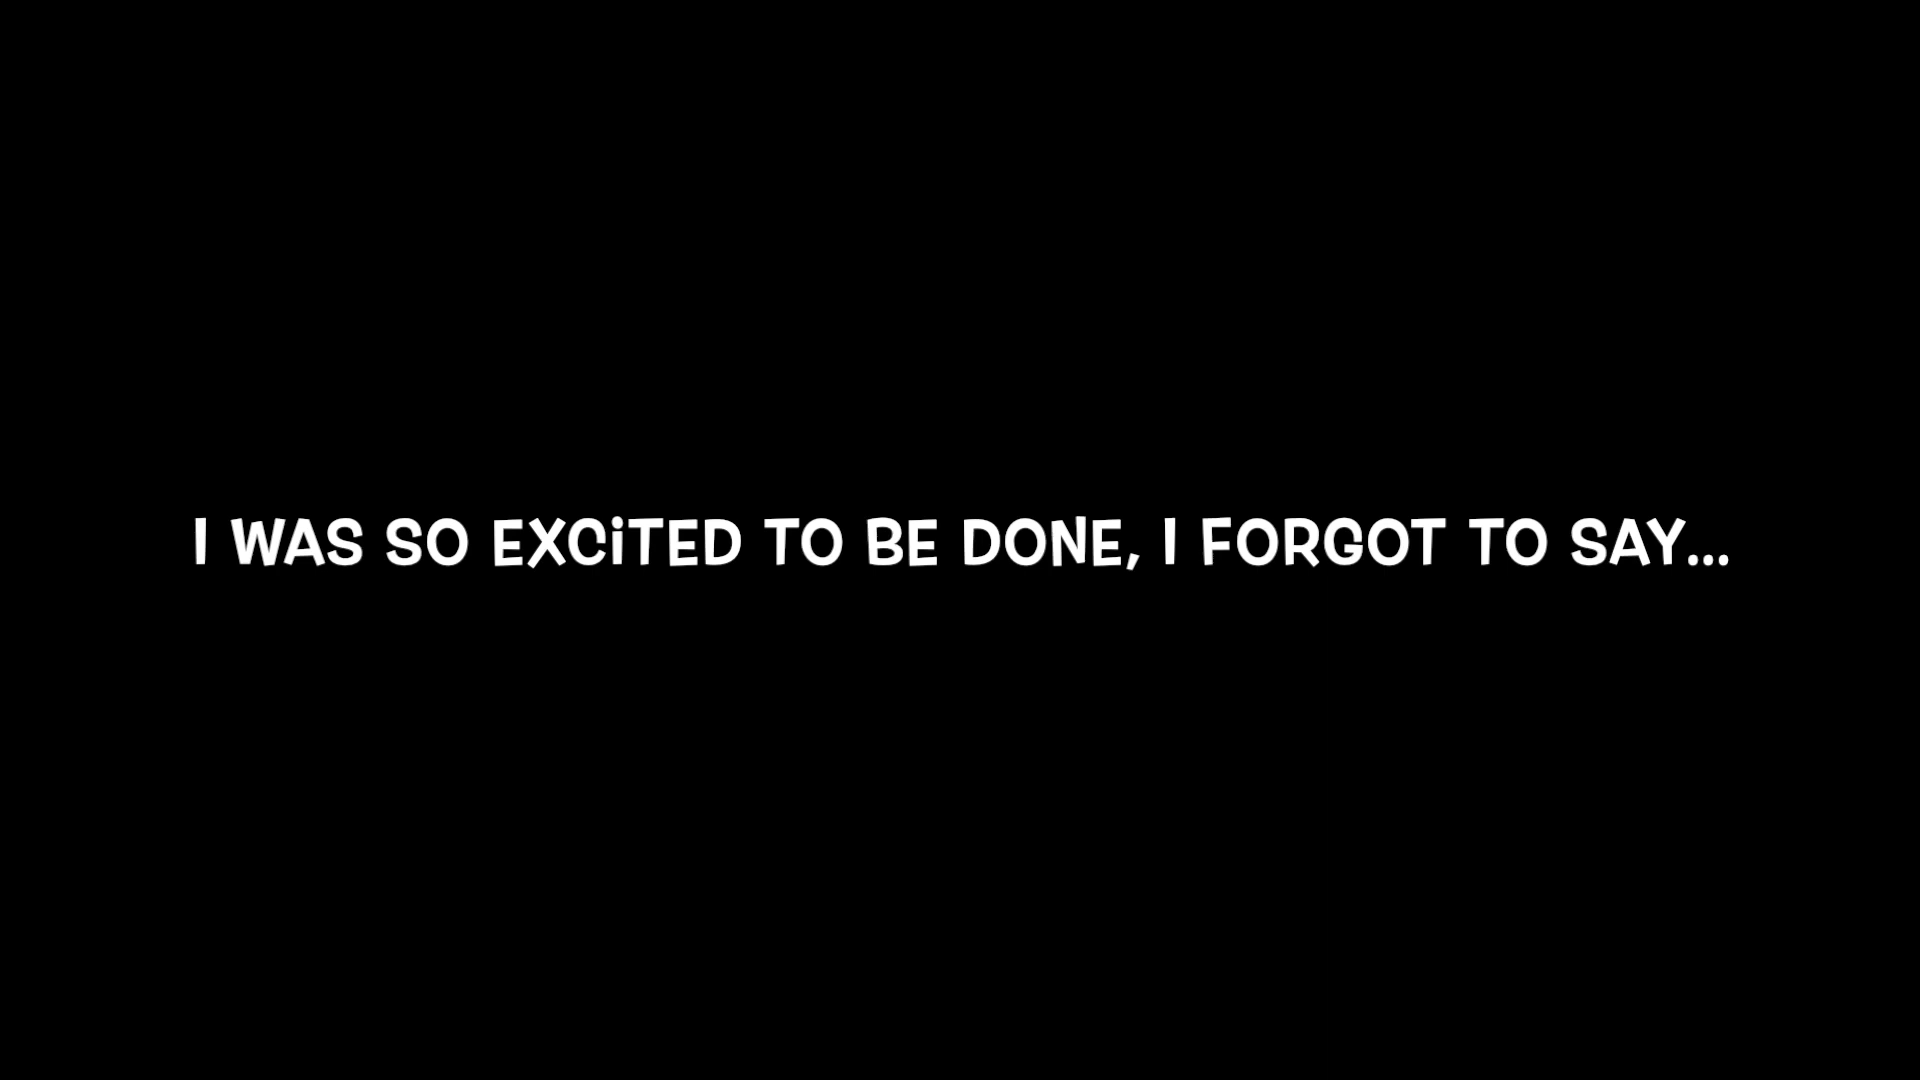 I WAS SO EXCiTED TO BE DONE, I FORGOT TO SAY...